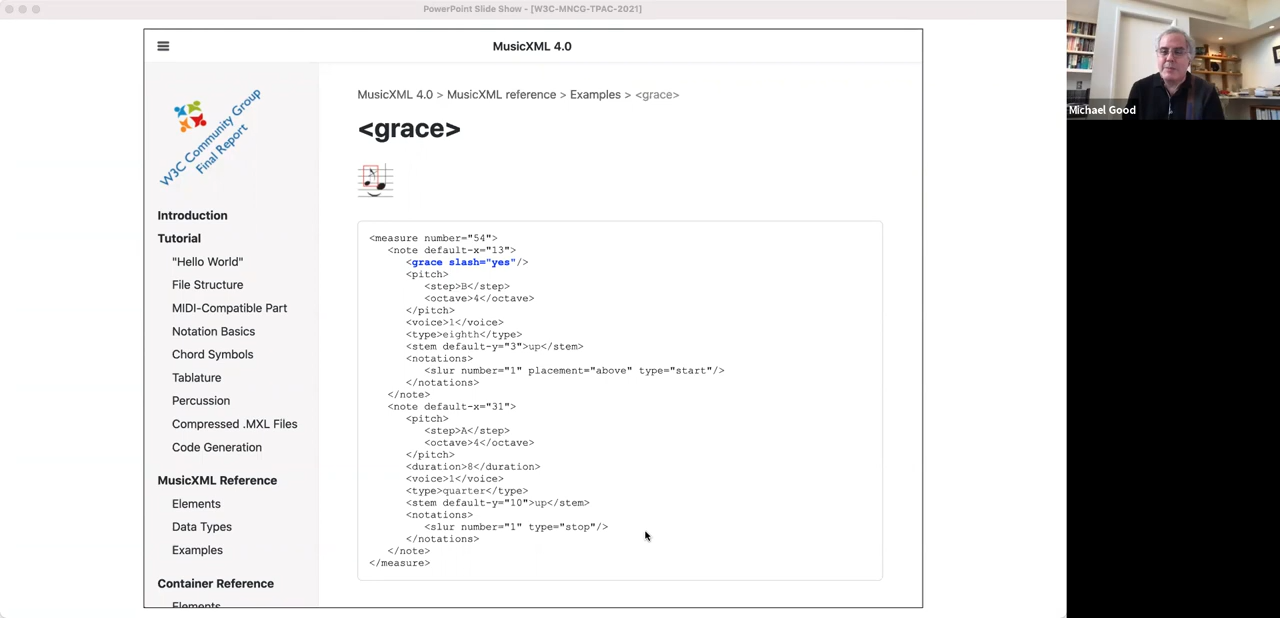 PowerPoint Slide Show - [W3C-MNCG-TPAC-2021]
MusicXML 4.0
W3C Community Group
Final Report
Introduction
Tutorial
"Hello World"
File Structure
MIDI-Compatible Part
Notation Basics
Chord Symbols
Tablature
Percussion
Compressed .MXL Files
Code Generation
MusicXML Reference
Elements
Data Types
Examples
Container Reference
Elements
MusicXML 4.0 > MusicXML reference > Examples > <grace>
<grace>
<measure number="54">
<note default-x="13">
<grace slash="yes"/>
<pitch>
<step>B</step>
<octave>4</octave>
</pitch>
<voice>1</voice>
<type>eighth</type>
<stem default-y="3">up</stem>
<notations>
<slur number="1" placement="above" type="start"/>
</notations>
</note>
<note default-x="31">
<pitch>
<step>A</step>
<octave>4</octave>
</pitch>
<duration>8</duration>
<voice>1</voice>
<type>quarter</type>
<stem default-y="10">up</stem>
<notations>
<slur number="1" type="stop"/>
</notations>
</note>
</measure>
Michael Good